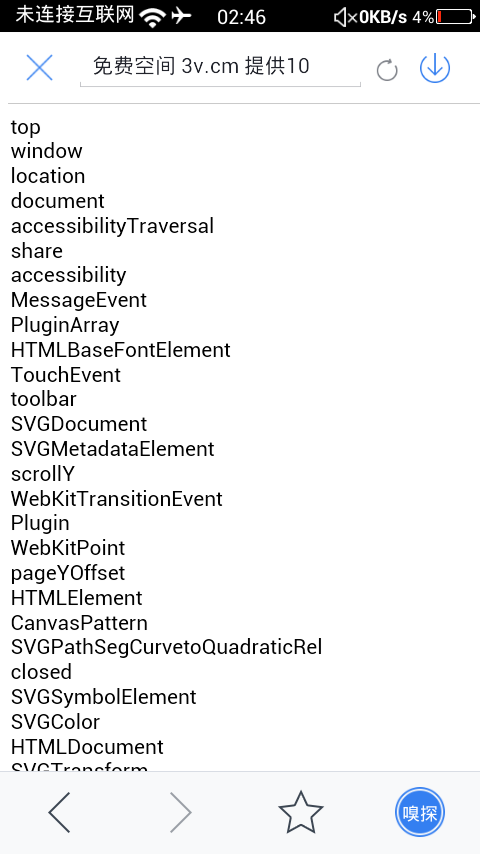 未连接互联网 02:46 0KB/s 4%
免费空间 3v.cm 提供10
top
window
location
document
accessibilityTraversal
share
accessibility
MessageEvent
PluginArray
HTMLBaseFontElement
TouchEvent
toolbar
SVGDocument
SVGMetadataElement
scrollY
WebKitTransitionEvent
Plugin
WebKitPoint
pageYOffset
HTMLElement
CanvasPattern
SVGPathSegCurvetoQuadraticRel
closed
SVGSymbolElement
SVGColor
HTMLDocument
SVGTransform
嗅探